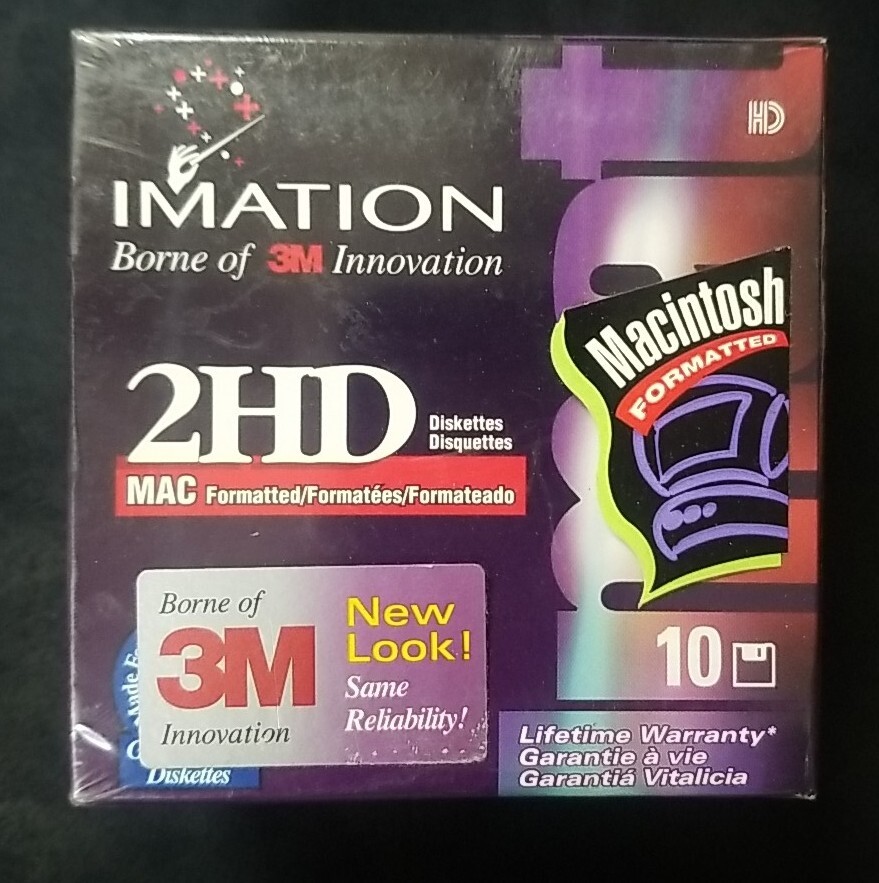 HD
IMATION
Borne of 3M Innovation
Macintosh
FORMATTED
2HD
Diskettes
Disquettes
MAC Formatted/Formatées/Formateado
Borne of
3M
Innovation
New
Look!
Same
Reliability!
10
Made
Diskettes
Lifetime Warranty*
Garantie à vie
Garantiá Vitalicia